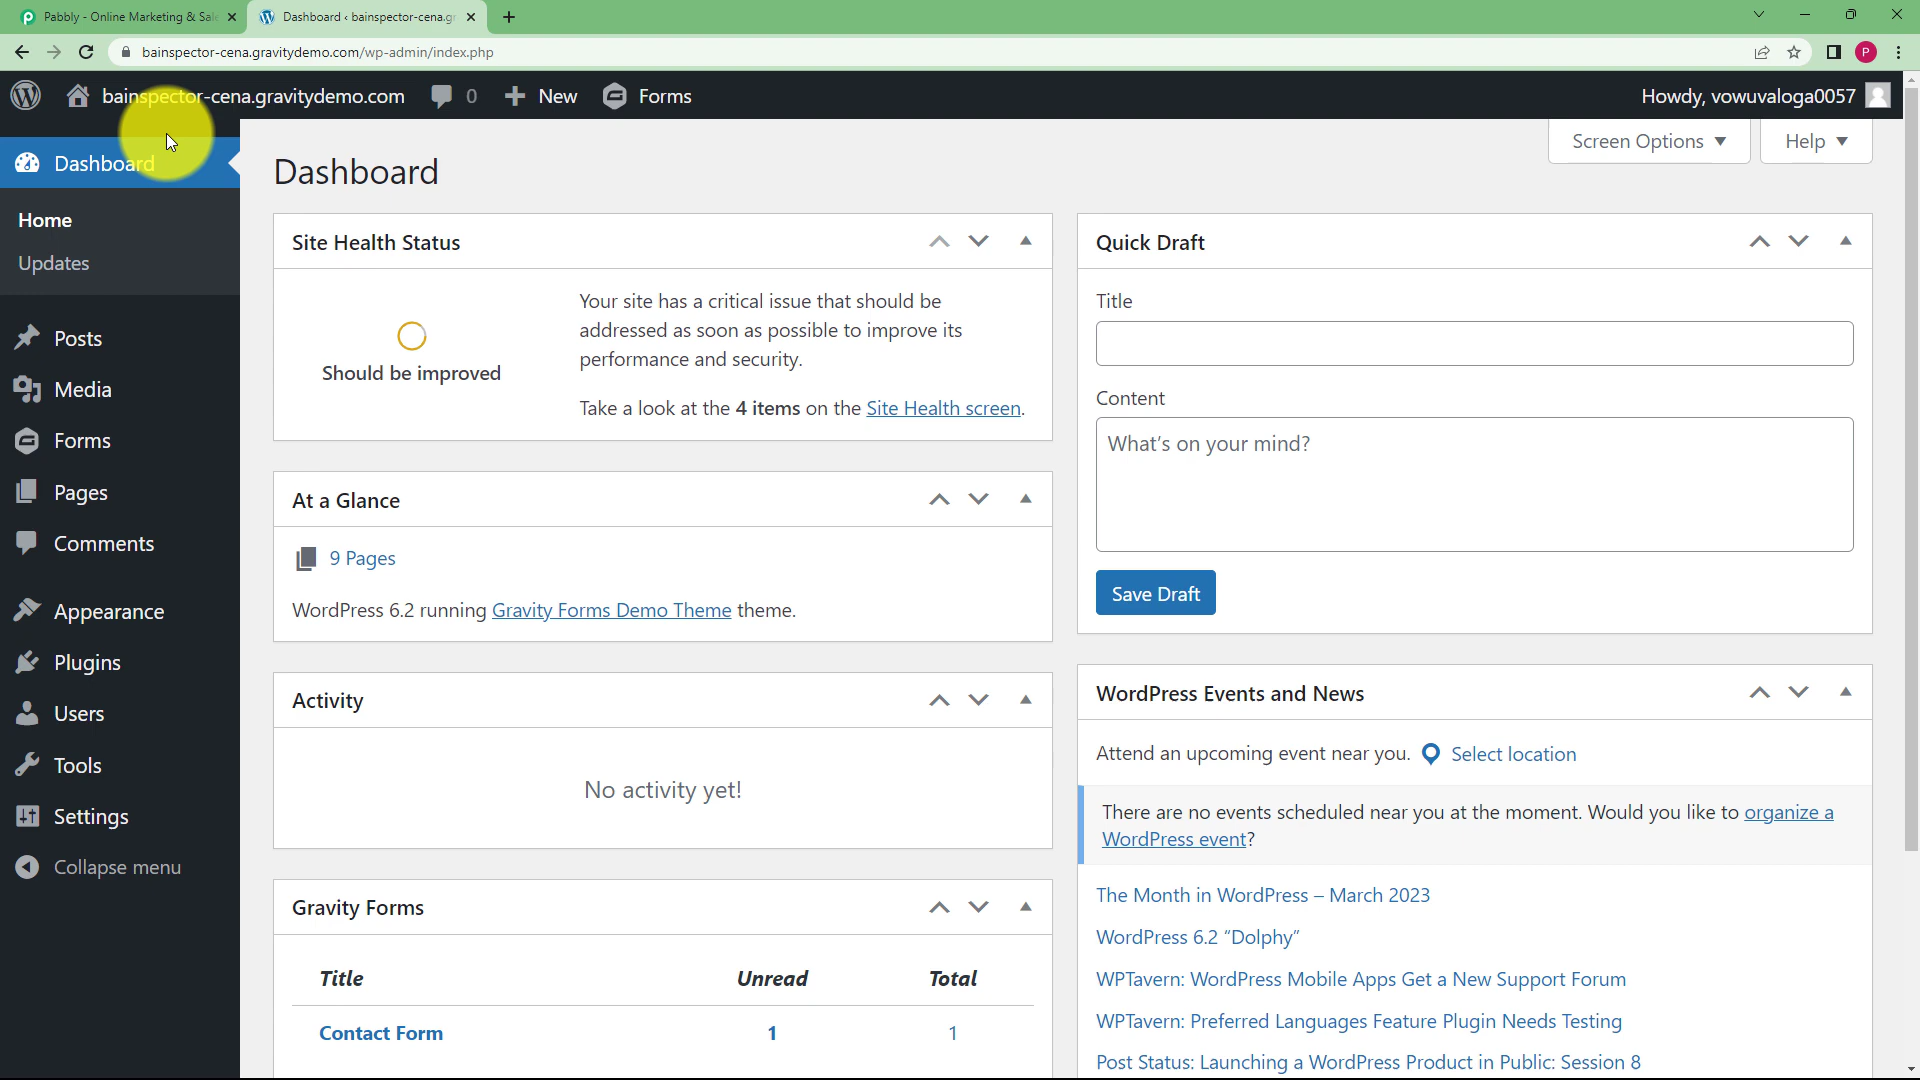 Pabbly - Online Marketing & Sale
Dashboard ‹ bainspector-cena.gr
bainspector-cena.gravitydemo.com/wp-admin/index.php
P
bainspector-cena.gravitydemo.com
0
New
Forms
Howdy, vowuvaloga0057
Dashboard
Home
Updates
Posts
Media
Forms
Pages
Comments
Appearance
Plugins
Users
Tools
Settings
Collapse menu
Dashboard
Screen Options
Help
Site Health Status
Should be improved
Your site has a critical issue that should be
addressed as soon as possible to improve its
performance and security.
Take a look at the 4 items on the Site Health screen.
At a Glance
9 Pages
WordPress 6.2 running Gravity Forms Demo Theme theme.
Activity
No activity yet!
Gravity Forms
Title Unread Total
Contact Form 1 1
Quick Draft
Title
Content
What's on your mind?
Save Draft
WordPress Events and News
Attend an upcoming event near you. Select location
There are no events scheduled near you at the moment. Would you like to organize a
WordPress event?
The Month in WordPress – March 2023
WordPress 6.2 “Dolphy”
WPTavern: WordPress Mobile Apps Get a New Support Forum
WPTavern: Preferred Languages Feature Plugin Needs Testing
Post Status: Launching a WordPress Product in Public: Session 8